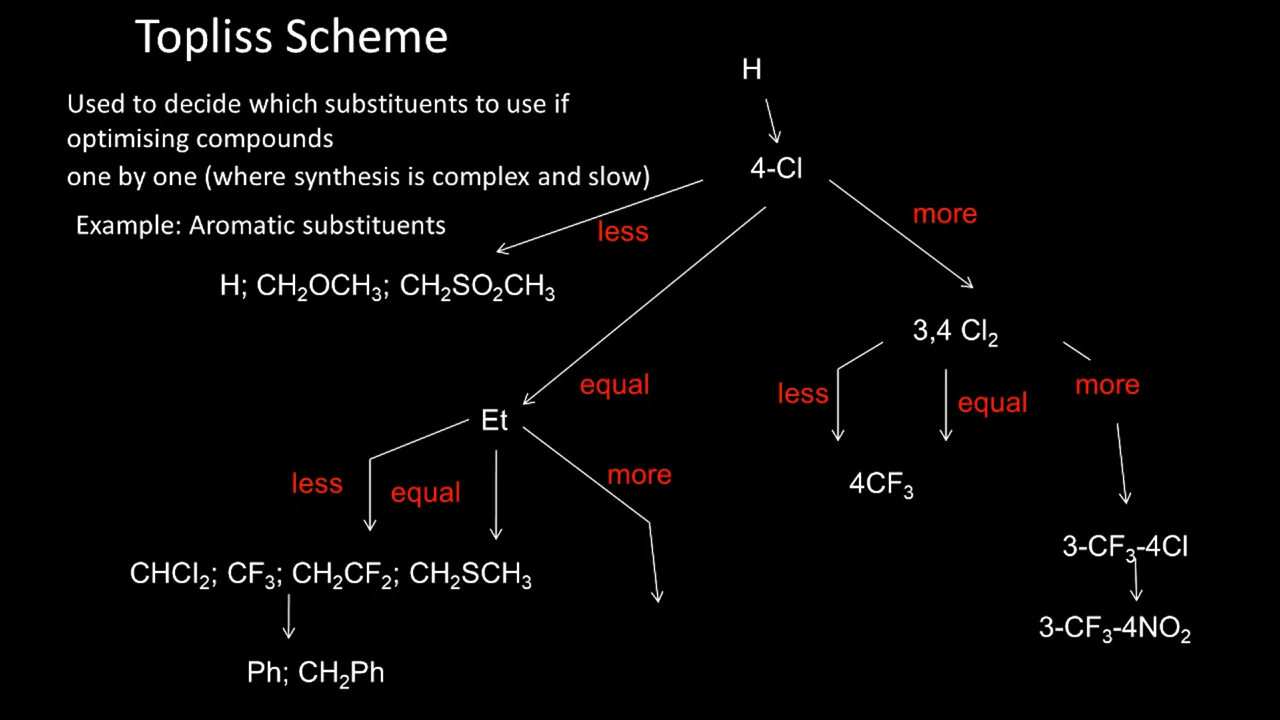 Topliss Scheme
Used to decide which substituents to use if
optimising compounds
one by one (where synthesis is complex and slow)
Example: Aromatic substituents
H
4-Cl
less
more
H; CH₂OCH₃; CH₂SO₂CH₃
3,4 Cl₂
equal
less
equal
more
Et
less
equal
more
4CF₃
CHCl₂; CF₃; CH₂CF₂; CH₂SCH₃
3-CF₃-4Cl
3-CF₃-4NO₂
Ph; CH₂Ph